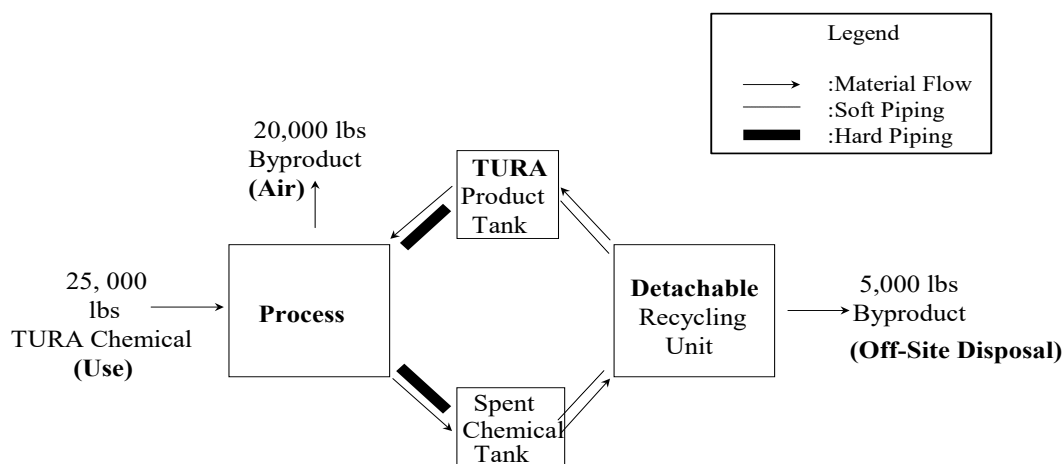 Legend
:Material Flow
:Soft Piping
:Hard Piping
20,000 lbs
Byproduct
(Air)
TURA
Product
Tank
25, 000
lbs
TURA Chemical
(Use)
Process
Detachable
Recycling
Unit
5,000 lbs
Byproduct
(Off-Site Disposal)
Spent
Chemical
Tank